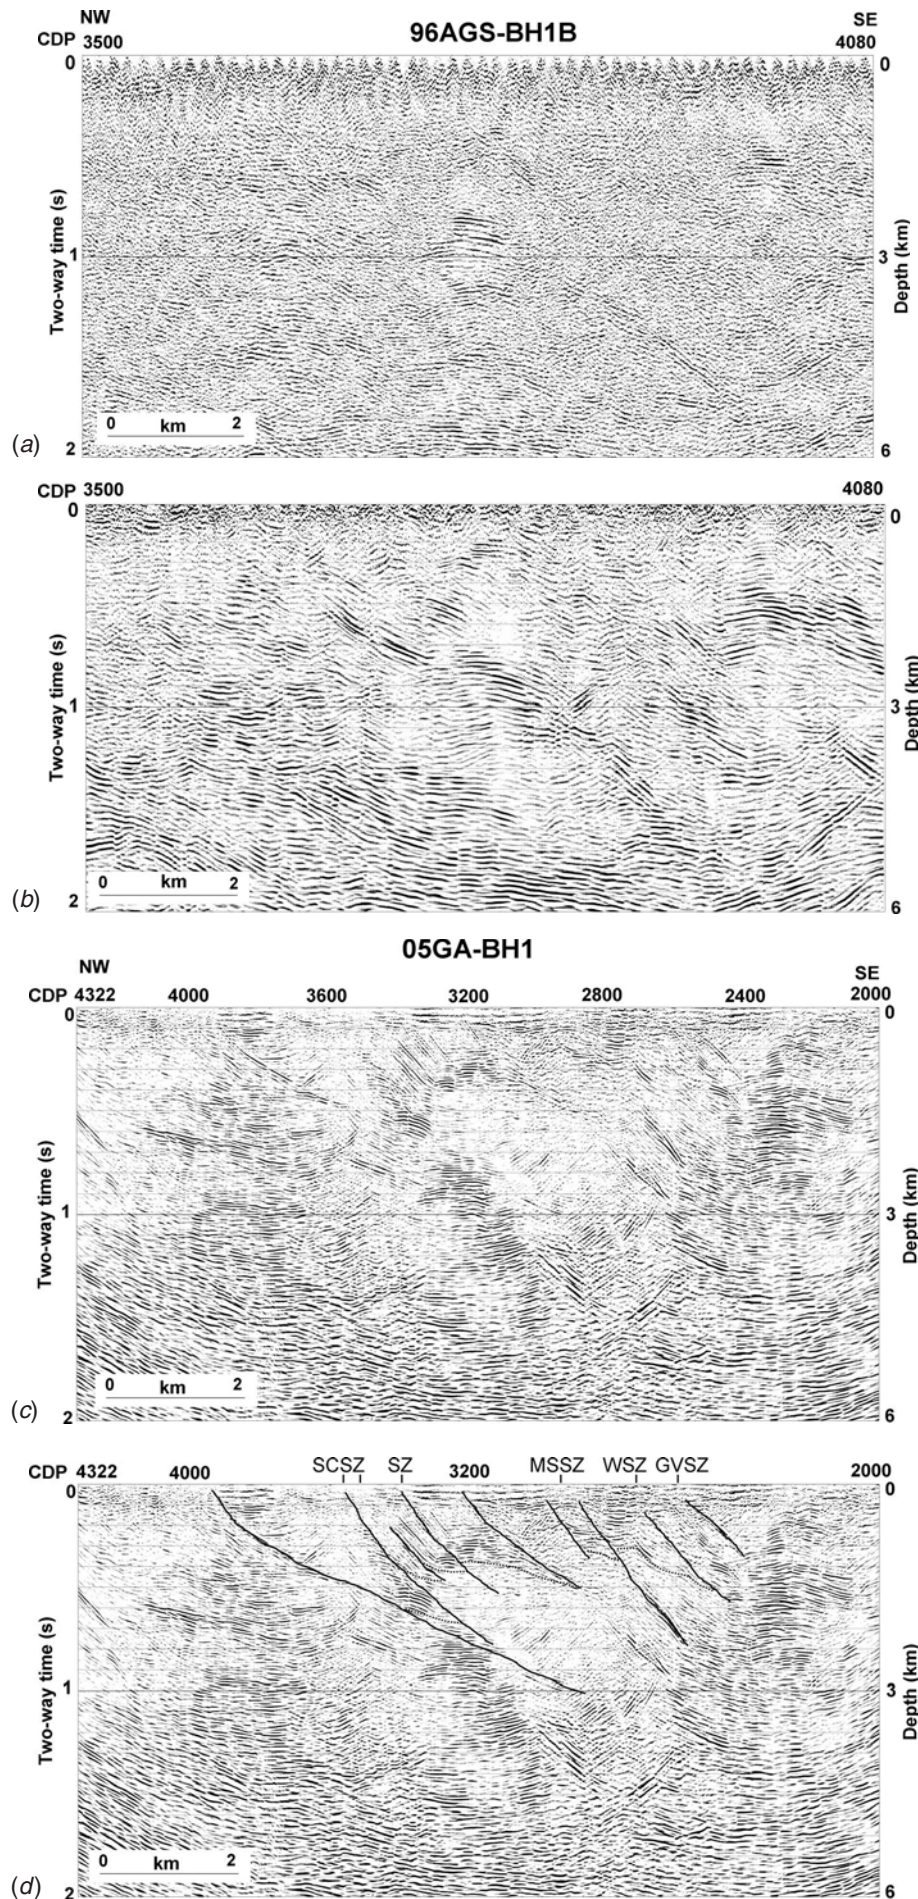 96AGS-BH1B
NW SE
CDP 3500 4080
0 0
Two-way time (s)
1 3
Depth (km)
0 km 2
2 6
(a)
CDP 3500 4080
0 0
Two-way time (s)
1 3
Depth (km)
0 km 2
2 6
(b)
05GA-BH1
NW SE
CDP 4322 4000 3600 3200 2800 2400 2000
0 0
Two-way time (s)
1 3
Depth (km)
0 km 2
2 6
(c)
SCSZ SZ MSSZ WSZ GVSZ
CDP 4322 4000 3200 2000
0 0
Two-way time (s)
1 3
Depth (km)
0 km 2
2 6
(d)